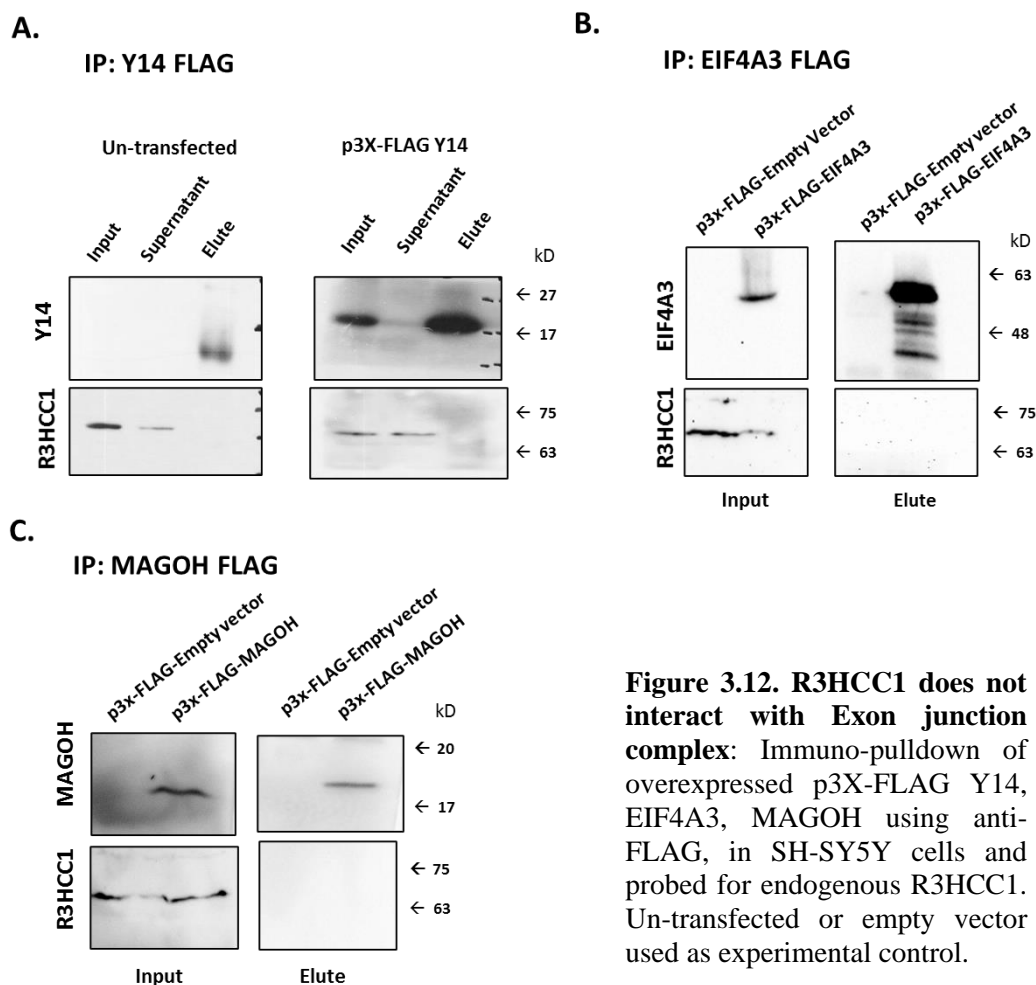 A.
IP: Y14 FLAG
Un-transfected
p3X-FLAG Y14
Input
Supernatant
Elute
Input
Supernatant
Elute
kD
Y14
← 27
← 17
R3HCC1
← 75
← 63
B.
IP: EIF4A3 FLAG
p3x-FLAG-Empty Vector
p3x-FLAG-EIF4A3
p3x-FLAG-Empty vector
p3x-FLAG-EIF4A3
kD
EIF4A3
← 63
← 48
R3HCC1
← 75
← 63
Input
Elute
C.
IP: MAGOH FLAG
p3x-FLAG-Empty vector
p3x-FLAG-MAGOH
p3x-FLAG-Empty vector
p3x-FLAG-MAGOH
kD
MAGOH
← 20
← 17
R3HCC1
← 75
← 63
Input
Elute
Figure 3.12. R3HCC1 does not
interact with Exon junction
complex: Immuno-pulldown of
overexpressed p3X-FLAG Y14,
EIF4A3, MAGOH using anti-
FLAG, in SH-SY5Y cells and
probed for endogenous R3HCC1.
Un-transfected or empty vector
used as experimental control.